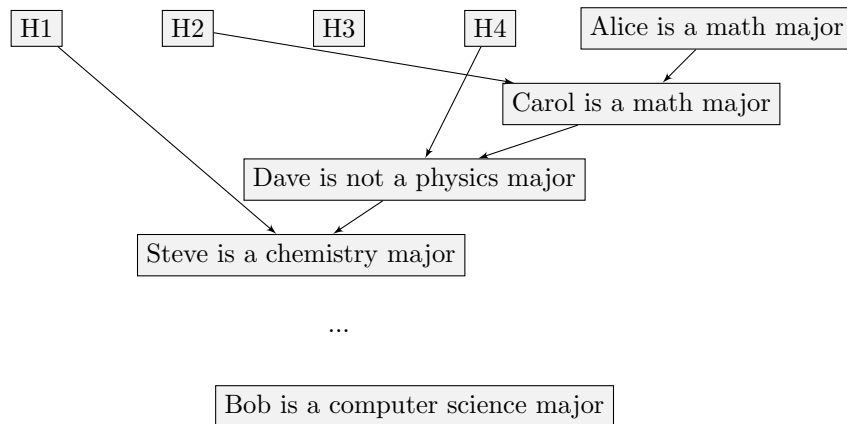 H1 H2 H3 H4 Alice is a math major
Carol is a math major
Dave is not a physics major
Steve is a chemistry major
...
Bob is a computer science major